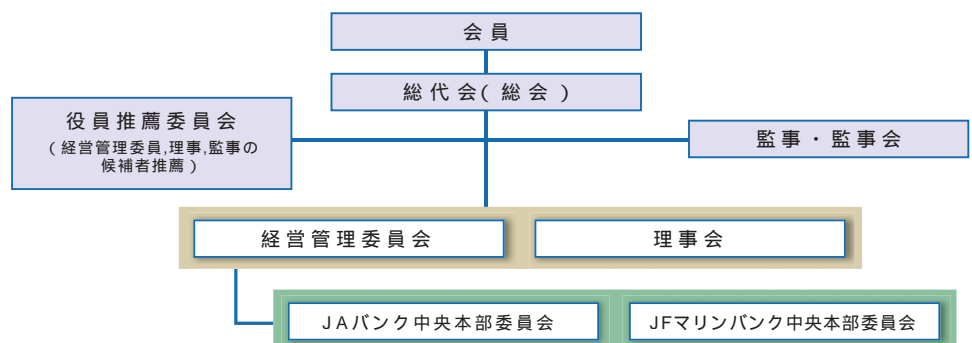 会員
総代会(総会)
役員推薦委員会
(経営管理委員,理事,監事の
候補者推薦)
監事・監事会
経営管理委員会
理事会
JAバンク中央本部委員会
JFマリンバンク中央本部委員会